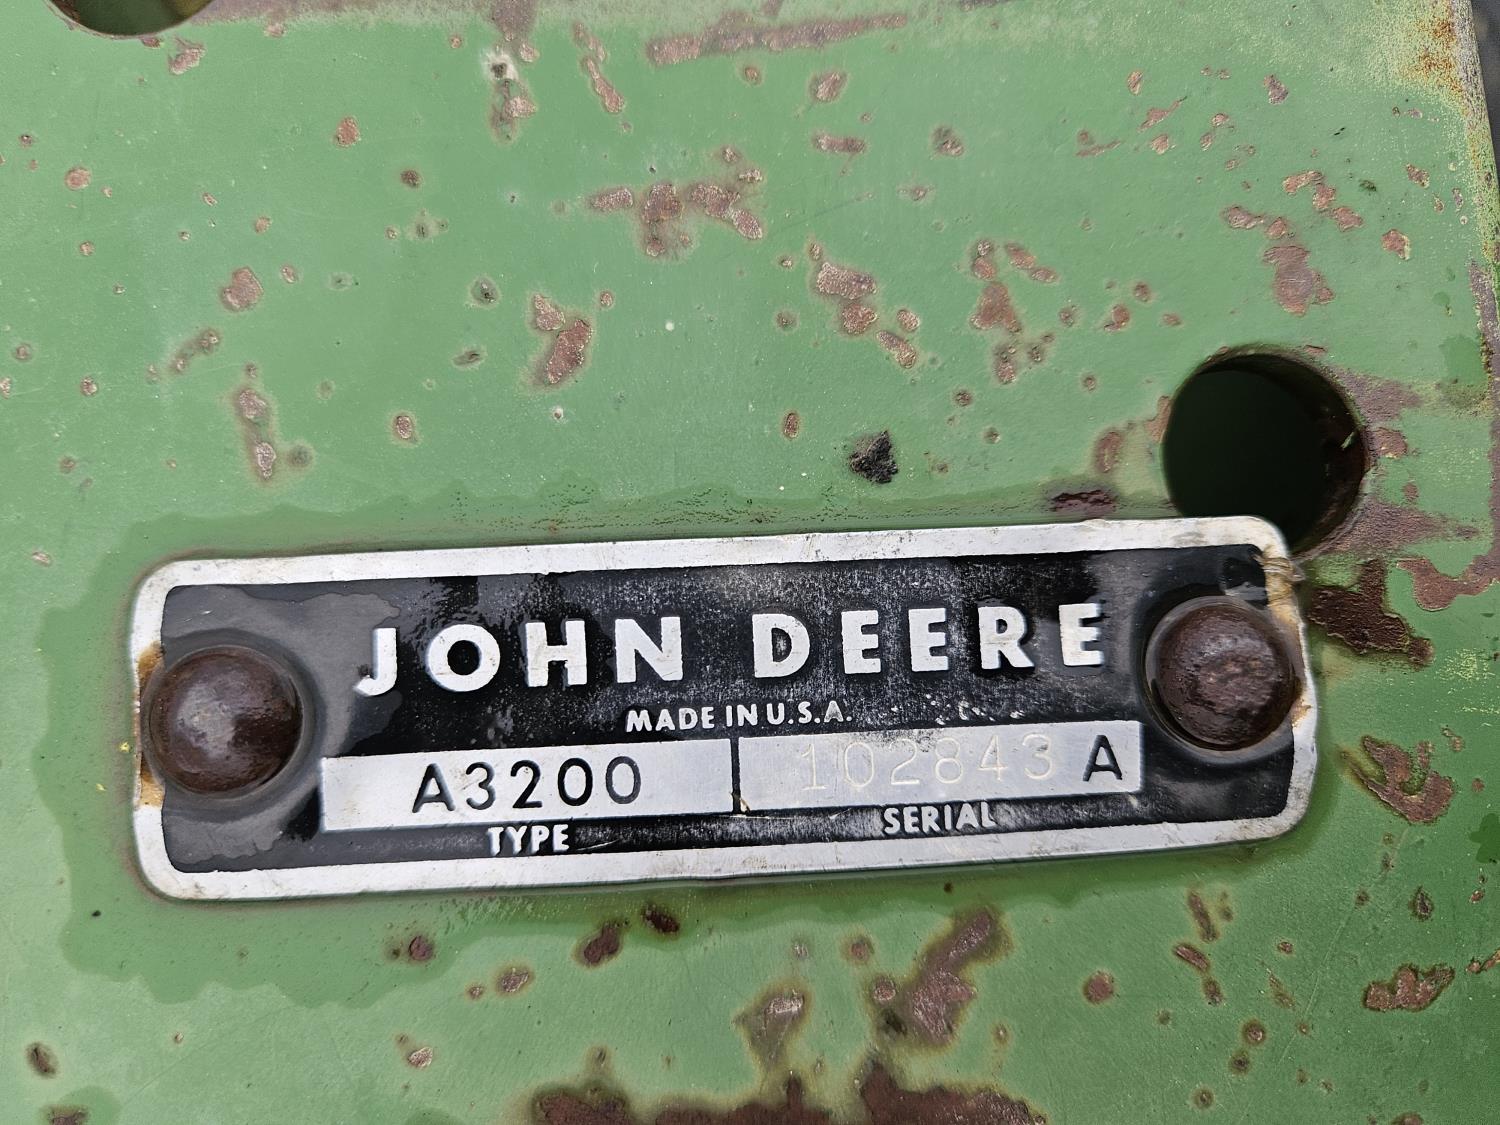 JOHN DEERE
MADE IN U.S.A.
A3200 102843 A
TYPE SERIAL